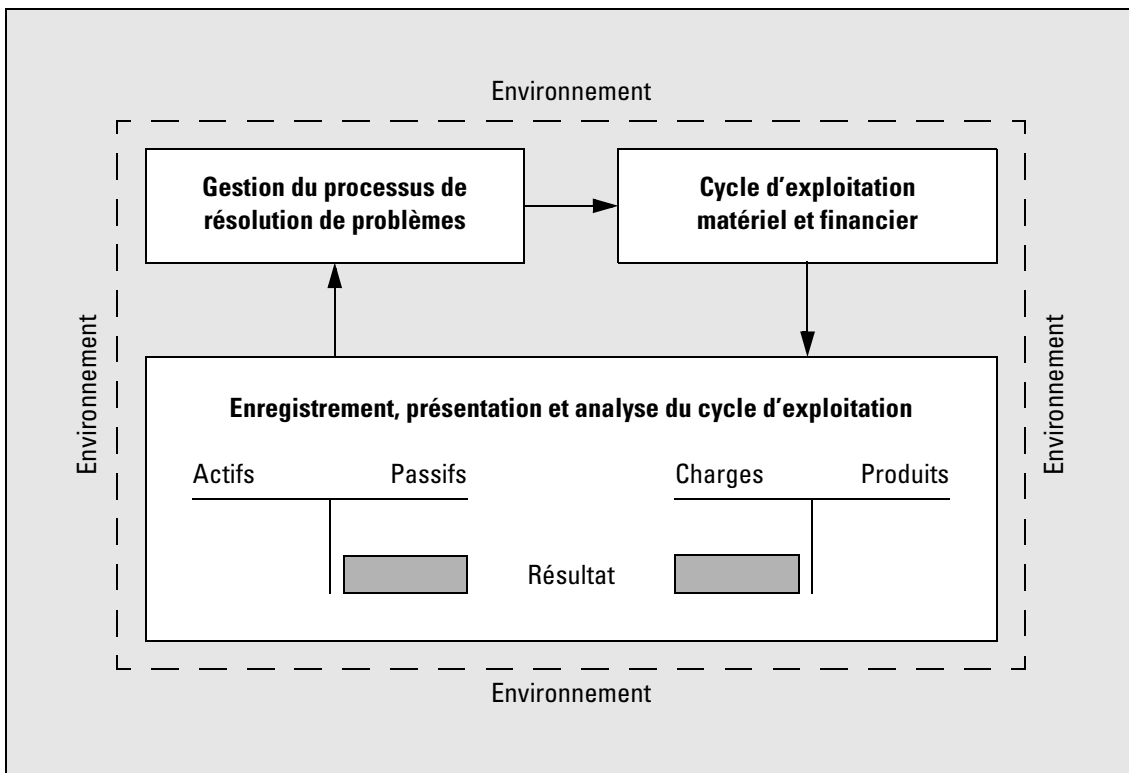 Environnement
Gestion du processus de
résolution de problèmes
Cycle d’exploitation
matériel et financier
Environnement
Environnement
Enregistrement, présentation et analyse du cycle d’exploitation
Actifs Passifs Charges Produits
Résultat
Environnement